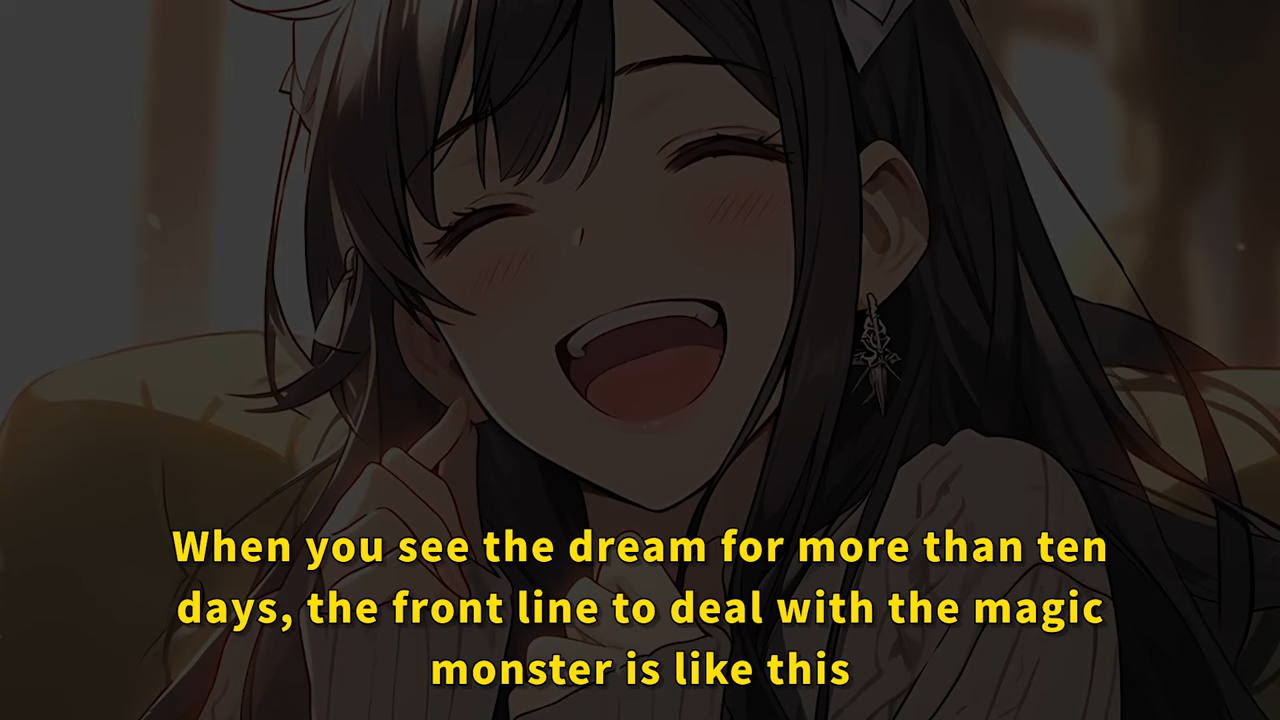 When you see the dream for more than ten
days, the front line to deal with the magic
monster is like this